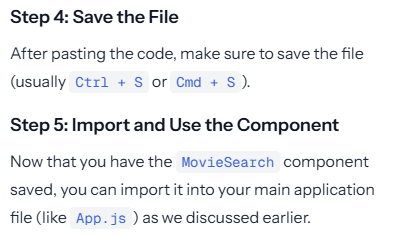 Step 4: Save the File
After pasting the code, make sure to save the file
(usually Ctrl + S or Cmd + S ).
Step 5: Import and Use the Component
Now that you have the MovieSearch component
saved, you can import it into your main application
file (like App.js ) as we discussed earlier.